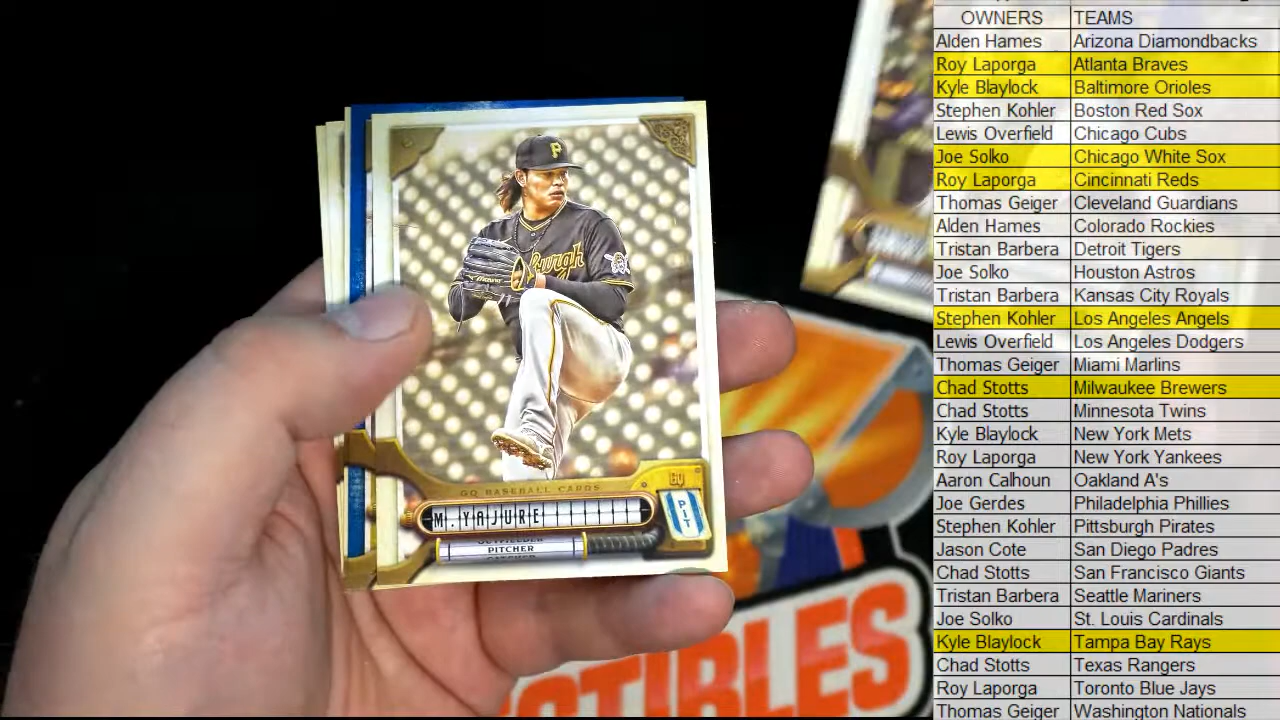 OWNERS TEAMS
Alden Hames Arizona Diamondbacks
Roy Laporga Atlanta Braves
Kyle Blaylock Baltimore Orioles
Stephen Kohler Boston Red Sox
Lewis Overfield Chicago Cubs
Joe Solko Chicago White Sox
Roy Laporga Cincinnati Reds
Thomas Geiger Cleveland Guardians
Alden Hames Colorado Rockies
Tristan Barbera Detroit Tigers
Joe Solko Houston Astros
Tristan Barbera Kansas City Royals
Stephen Kohler Los Angeles Angels
Lewis Overfield Los Angeles Dodgers
Thomas Geiger Miami Marlins
Chad Stotts Milwaukee Brewers
Chad Stotts Minnesota Twins
Kyle Blaylock New York Mets
Roy Laporga New York Yankees
Aaron Calhoun Oakland A's
Joe Gerdes Philadelphia Phillies
Stephen Kohler Pittsburgh Pirates
Jason Cote San Diego Padres
Chad Stotts San Francisco Giants
Tristan Barbera Seattle Mariners
Joe Solko St. Louis Cardinals
Kyle Blaylock Tampa Bay Rays
Chad Stotts Texas Rangers
Roy Laporga Toronto Blue Jays
Thomas Geiger Washington Nationals
P
burgh
GQ BASEBALL CARDS
GQ
M.YAJURE
PIT
OUTFIELDER
PITCHER
CATCHER
CTIBLES